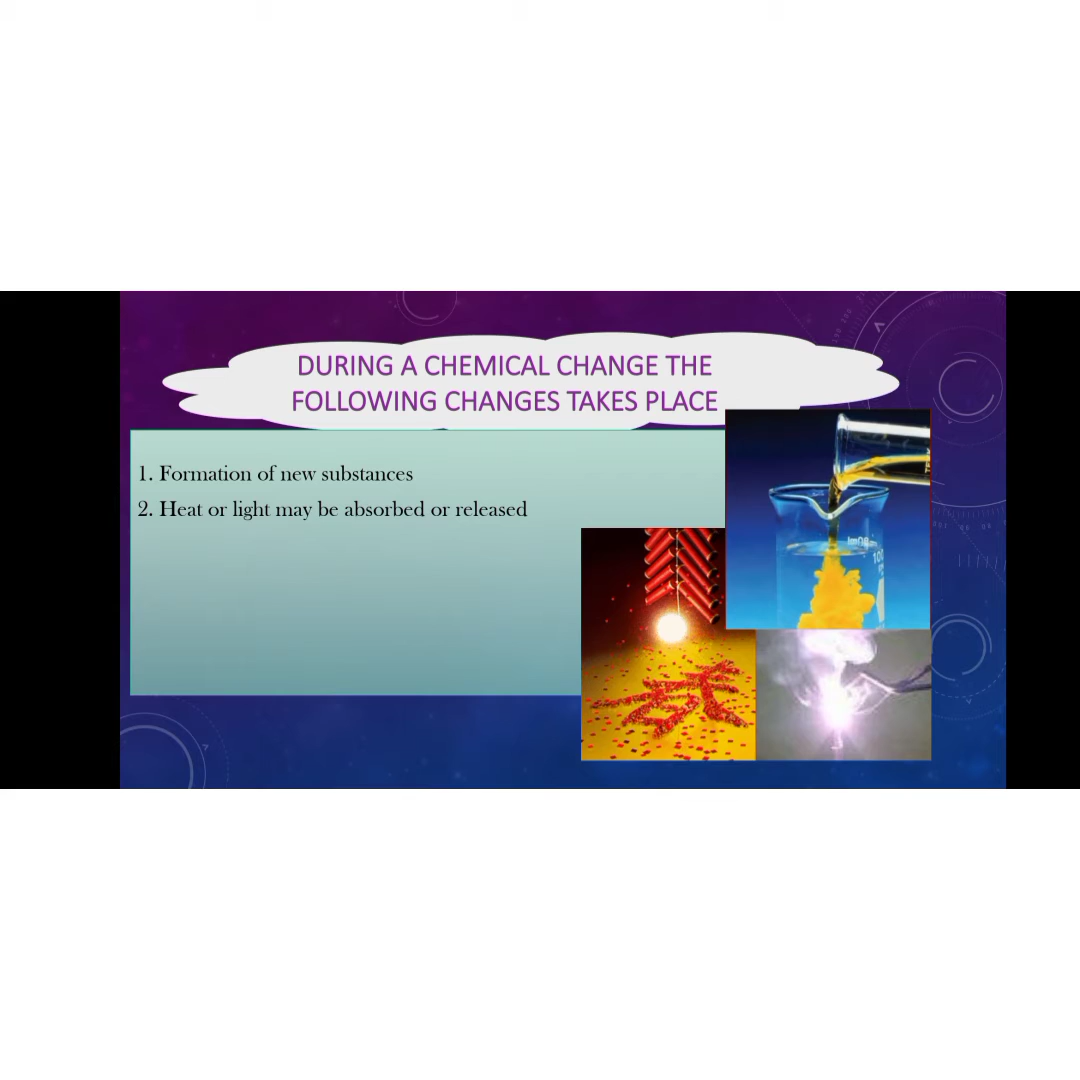 DURING A CHEMICAL CHANGE THE
FOLLOWING CHANGES TAKES PLACE
1. Formation of new substances
2. Heat or light may be absorbed or released